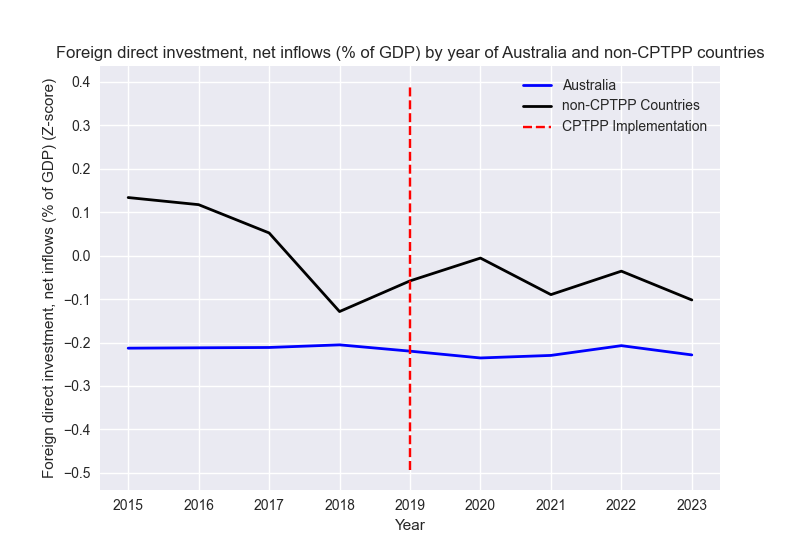 Foreign direct investment, net inflows (% of GDP) by year of Australia and non-CPTPP countries
Foreign direct investment, net inflows (% of GDP) (Z-score)
0.4
0.3
0.2
0.1
0.0
−0.1
−0.2
−0.3
−0.4
−0.5
Australia
non-CPTPP Countries
CPTPP Implementation
2015 2016 2017 2018 2019 2020 2021 2022 2023
Year